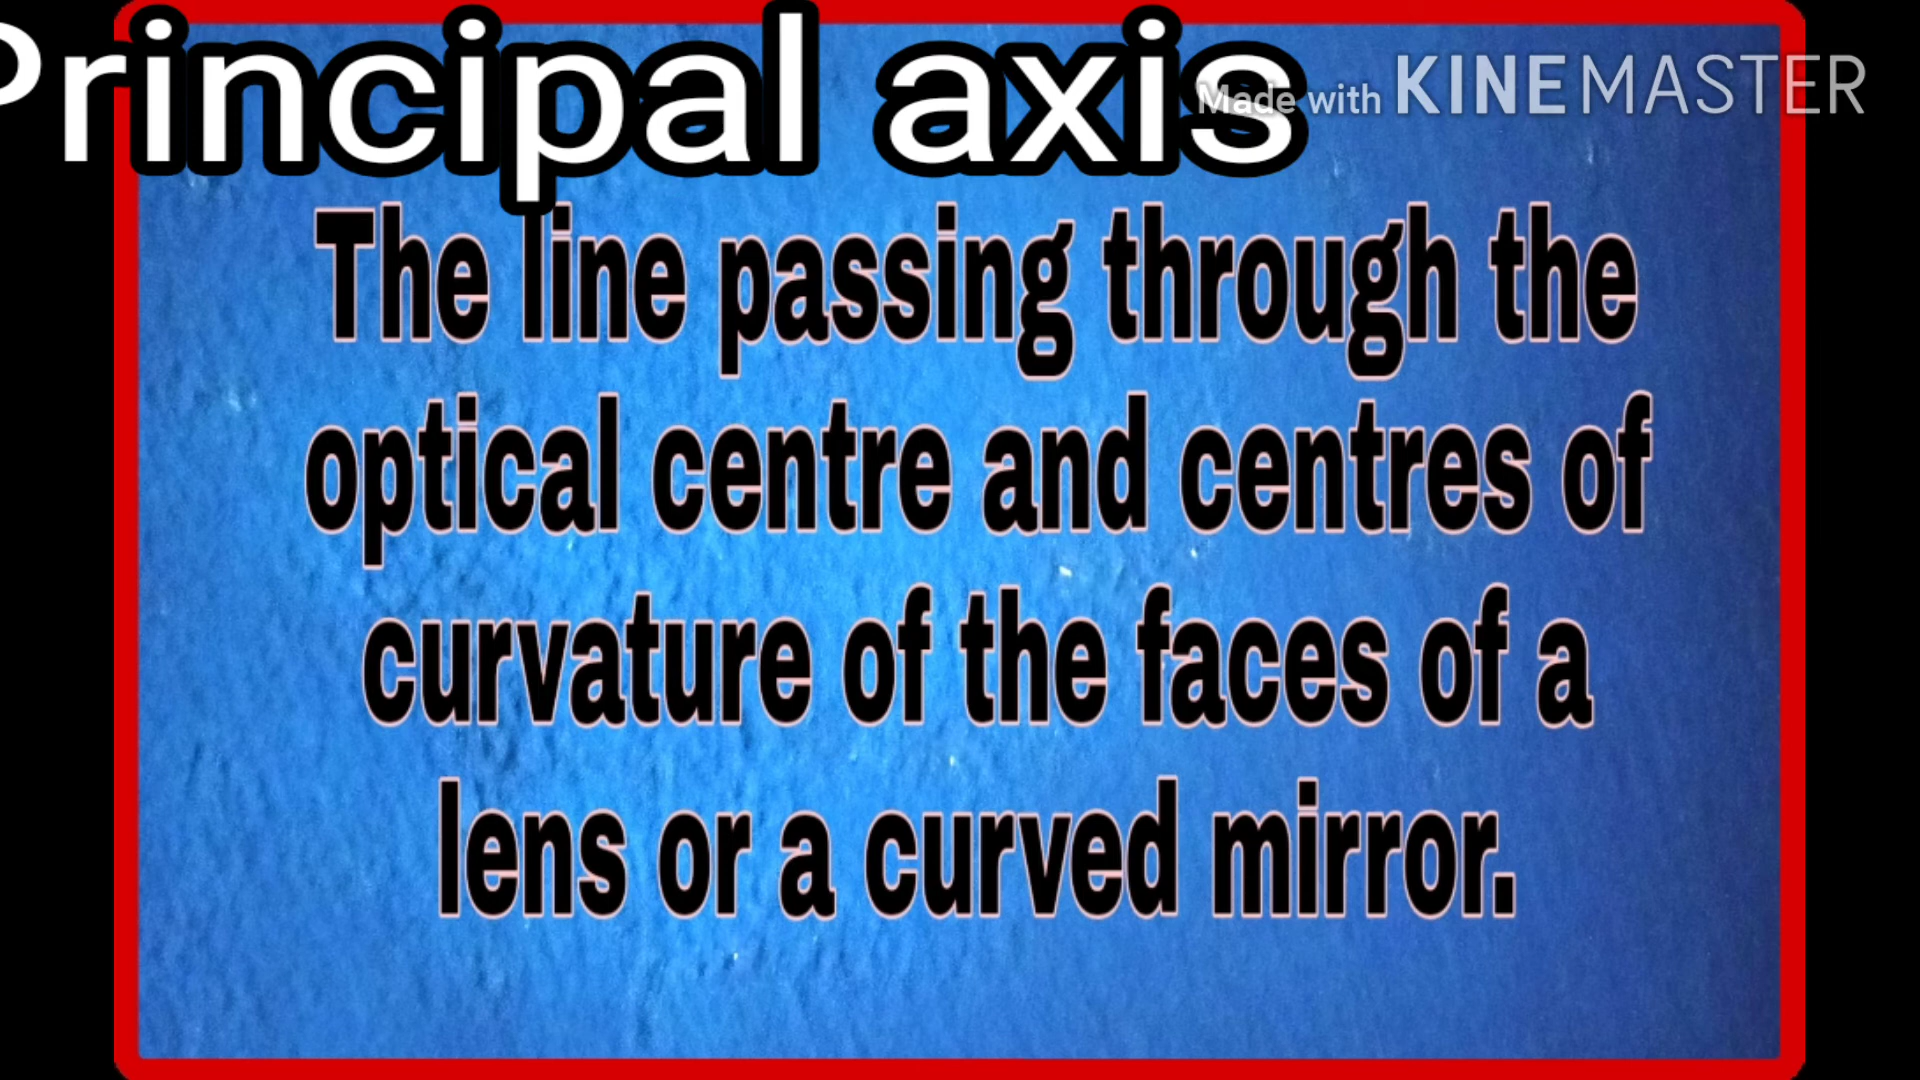 Principal axis
Made with KINEMASTER
The line passing through the
optical centre and centres of
curvature of the faces of a
lens or a curved mirror.